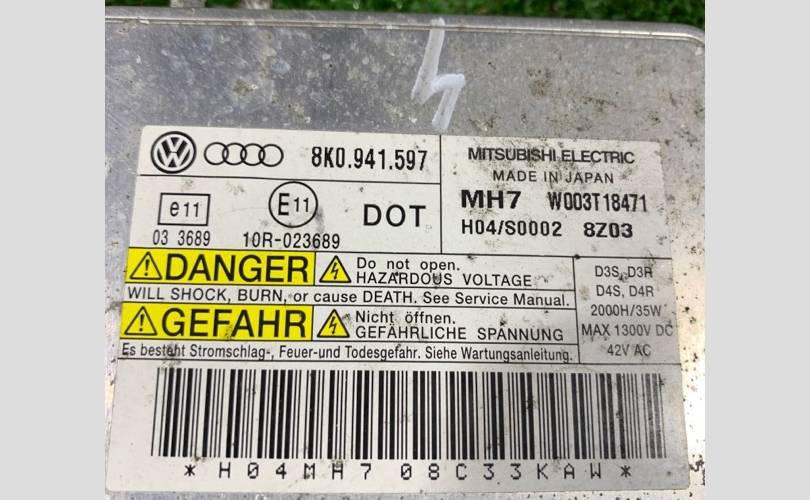 8K0.941.597
MITSUBISHI ELECTRIC
MADE IN JAPAN
MH7 W003T18471
H04/S0002 8Z03
e11
E11
DOT
03 3689
10R-023689
DANGER
Do not open.
HAZARDOUS VOLTAGE
WILL SHOCK, BURN, or cause DEATH. See Service Manual.
GEFAHR
Nicht öffnen.
GEFÄHRLICHE SPANNUNG
Es besteht Stromschlag-, Feuer-und Todesgefahr. Siehe Wartungsanleitung.
D3S, D3R
D4S, D4R
2000H/35W
MAX 1300V DC
42V AC
*H04MH708C33KAW*